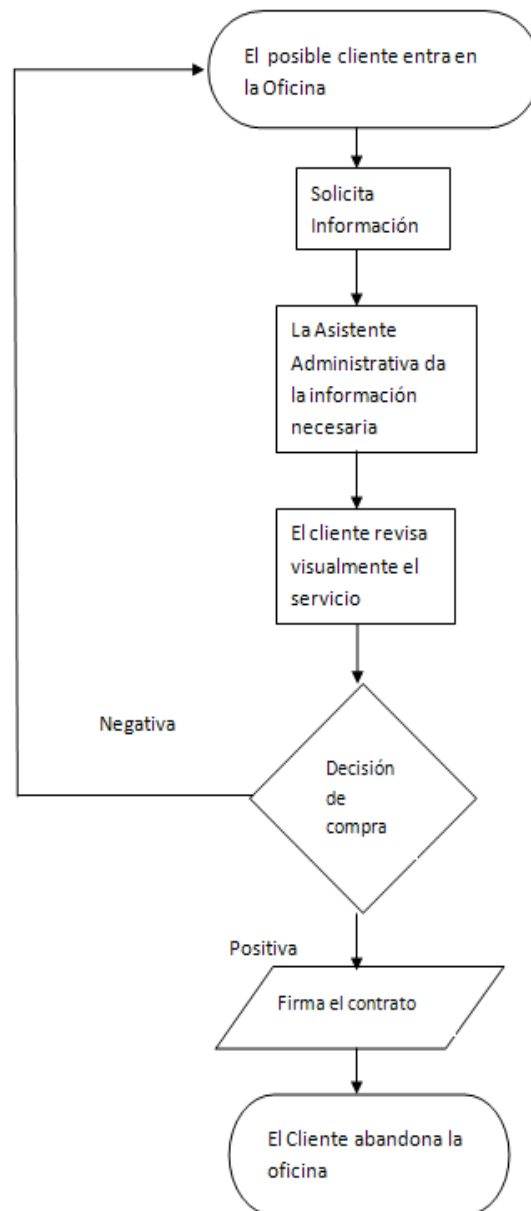 El posible cliente entra en
la Oficina
Solicita
Información
La Asistente
Administrativa da
la información
necesaria
El cliente revisa
visualmente el
servicio
Negativa
Decisión
de
compra
Positiva
Firma el contrato
El Cliente abandona la
oficina